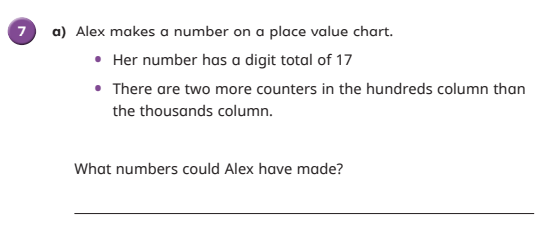 7 a) Alex makes a number on a place value chart.
• Her number has a digit total of 17
• There are two more counters in the hundreds column than
the thousands column.
What numbers could Alex have made?